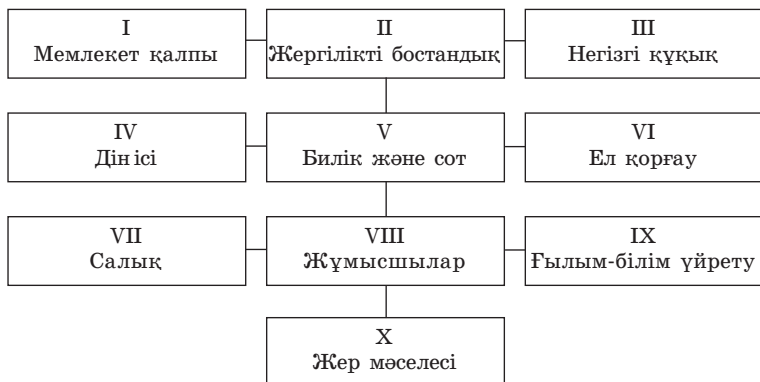 I
Мемлекет қалпы
II
Жергілікті бостандық
III
Негізгі құқық
IV
Дін ісі
V
Билік және сот
VI
Ел қорғау
VII
Салық
VIII
Жұмысшылар
IX
Ғылым-білім үйрету
X
Жер мәселесі